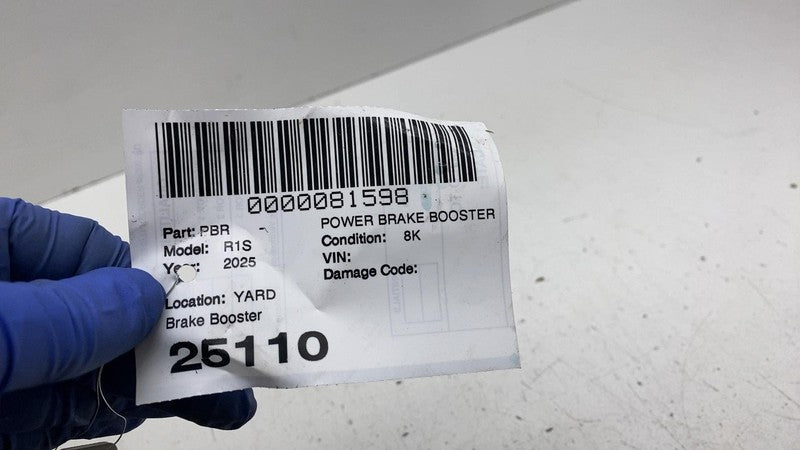 0000081598
Part: PBR - POWER BRAKE BOOSTER
Model: R1S Condition: 8K
Year: 2025 VIN:
Damage Code:
Location: YARD
Brake Booster
25110